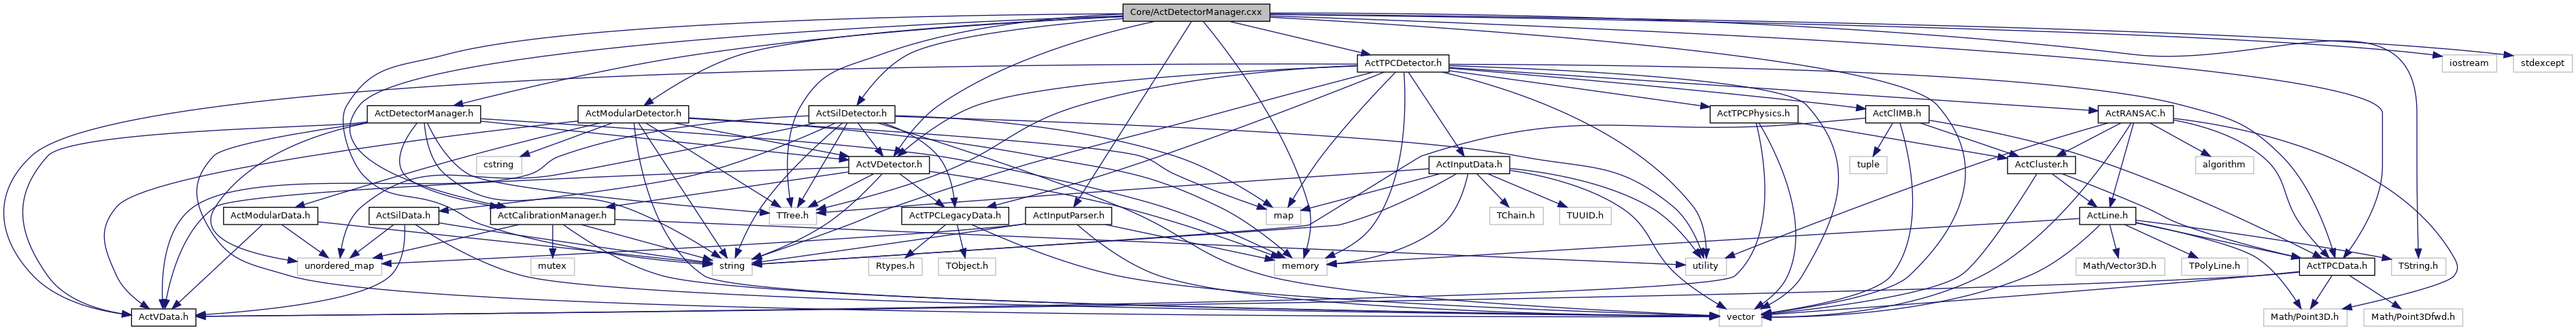 Core/ActDetectorManager.cxx
ActTPCDetector.h
iostream
stdexcept
ActDetectorManager.h
ActModularDetector.h
ActSilDetector.h
ActTPCPhysics.h
ActClIMB.h
ActRANSAC.h
cstring
ActVDetector.h
ActInputData.h
tuple
ActCluster.h
algorithm
ActModularData.h
ActSilData.h
ActCalibrationManager.h
TTree.h
ActTPCLegacyData.h
ActInputParser.h
map
TChain.h
TUUID.h
ActLine.h
unordered_map
mutex
string
Rtypes.h
TObject.h
memory
utility
Math/Vector3D.h
TPolyLine.h
ActTPCData.h
TString.h
ActVData.h
vector
Math/Point3D.h
Math/Point3Dfwd.h